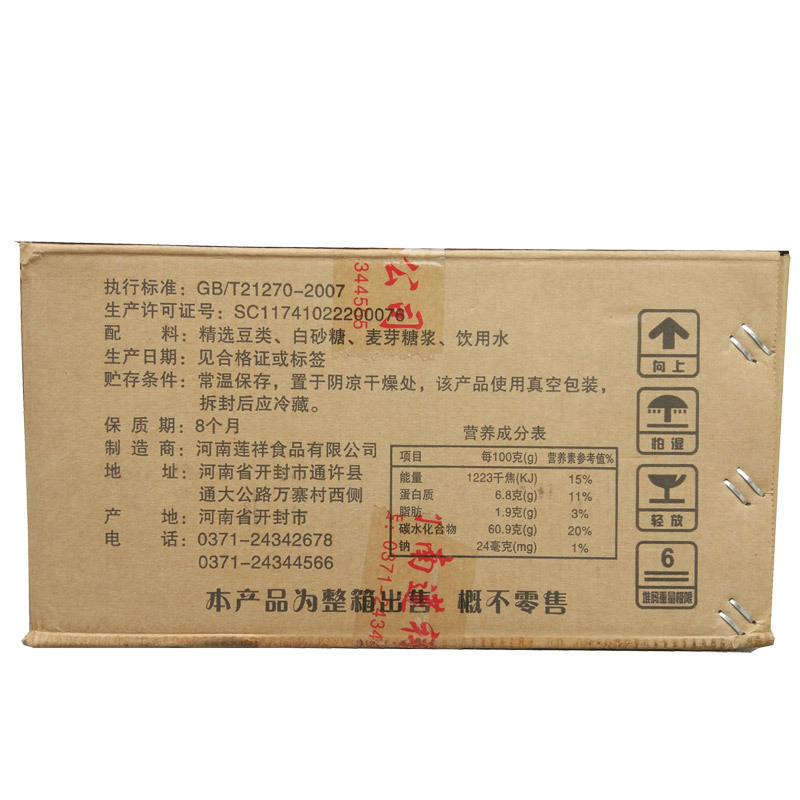 执行标准：GB/T21270-2007
生产许可证号：SC11741022200076
配 料：精选豆类、白砂糖、麦芽糖浆、饮用水
生产日期：见合格证或标签
贮存条件：常温保存，置于阴凉干燥处，该产品使用真空包装，
拆封后应冷藏。
保 质 期：8个月
制 造 商：河南莲祥食品有限公司
地 址：河南省开封市通许县
通大公路万寨村西侧
产 地：河南省开封市
电 话：0371-24342678
0371-24344566
营养成分表
项目 每100克(g) 营养素参考值%
能量 1223千焦(KJ) 15%
蛋白质 6.8克(g) 11%
脂肪 1.9克(g) 3%
碳水化合物 60.9克(g) 20%
钠 24毫克(mg) 1%
本产品为整箱出售 概不零售
向上
怕湿
轻放
6
堆码重量极限
公司
344566
河南莲祥